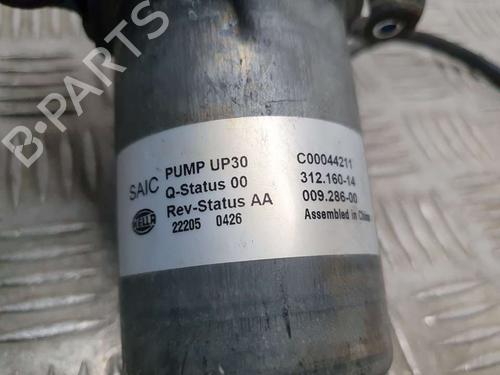 SAIC
PUMP UP30
Q-Status 00
Rev-Status AA
22205 0426
HELLA
C00044211
312.160-14
009.286-00
Assembled in China
B-PARTS